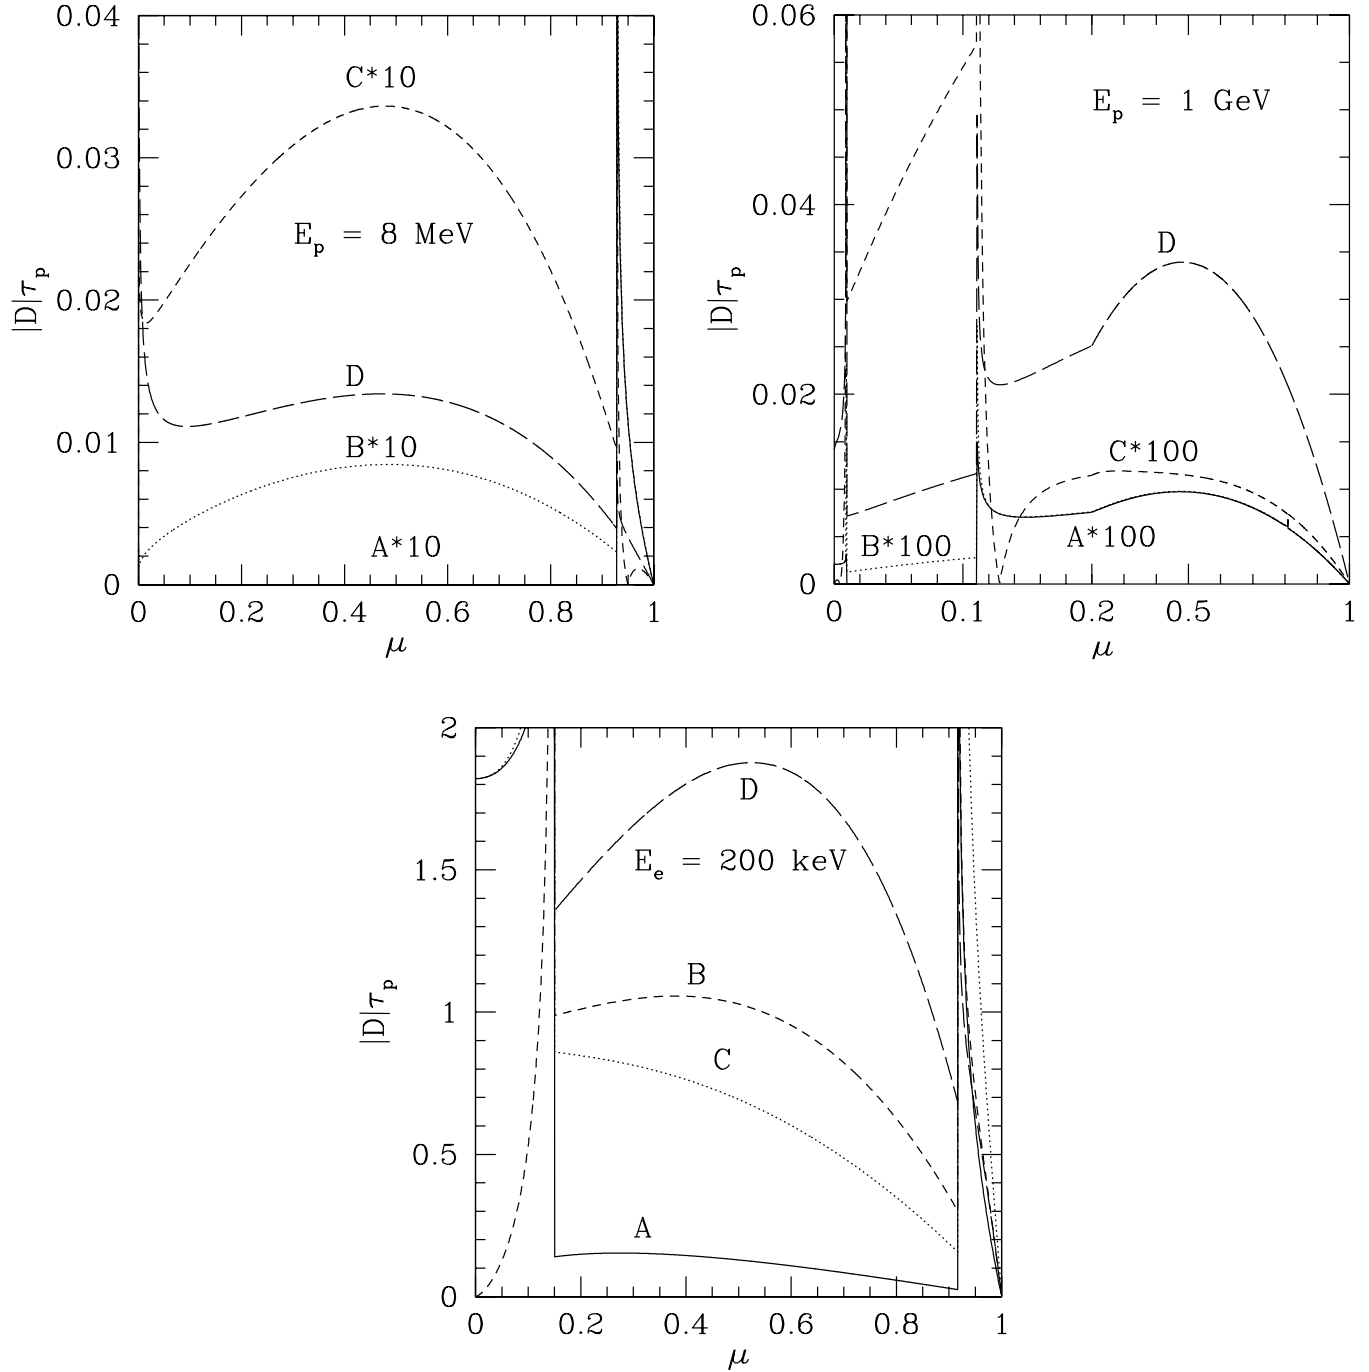 0.04
C*10
0.03
E_p = 8 MeV
|D|τ_p
0.02
D
0.01
B*10
A*10
0
0 0.2 0.4 0.6 0.8 1
μ
0.06
E_p = 1 GeV
0.04
D
|D|τ_p
0.02
C*100
B*100
A*100
0
0 0.1 0.2 0.5 1
μ
2
D
E_e = 200 keV
1.5
B
|D|τ_p
1
C
0.5
A
0
0 0.2 0.4 0.6 0.8 1
μ